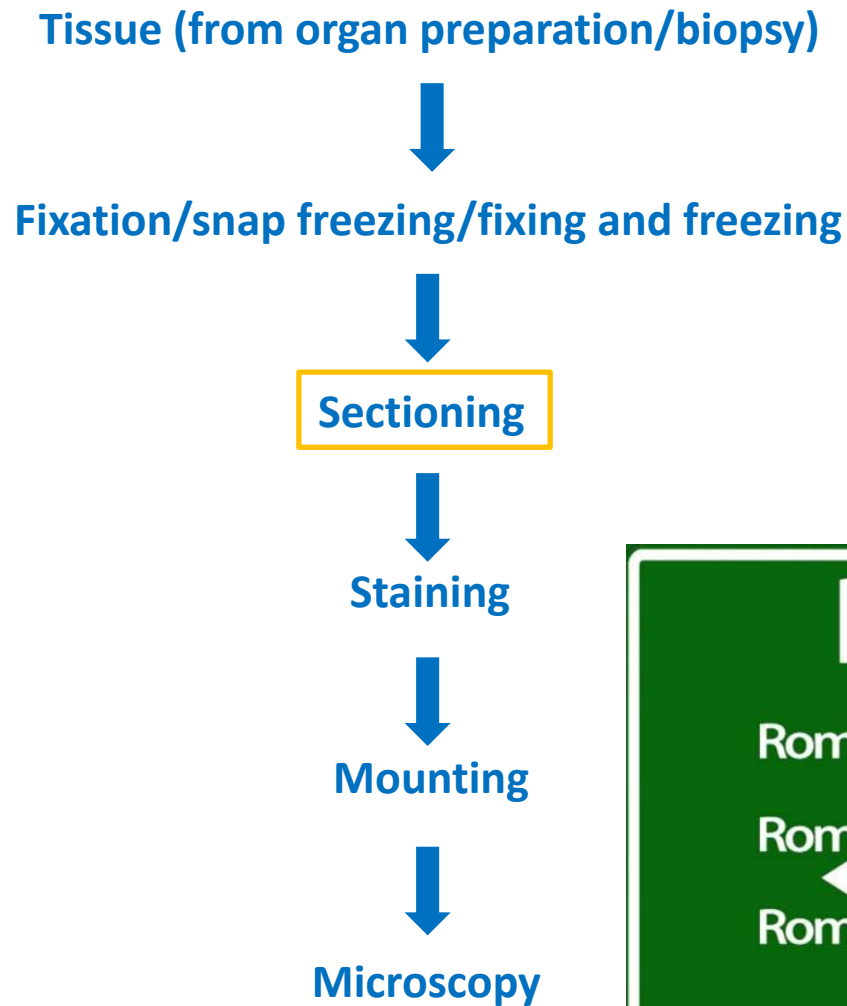 Tissue (from organ preparation/biopsy)
Fixation/snap freezing/fixing and freezing
Sectioning
Staining
Mounting
Microscopy